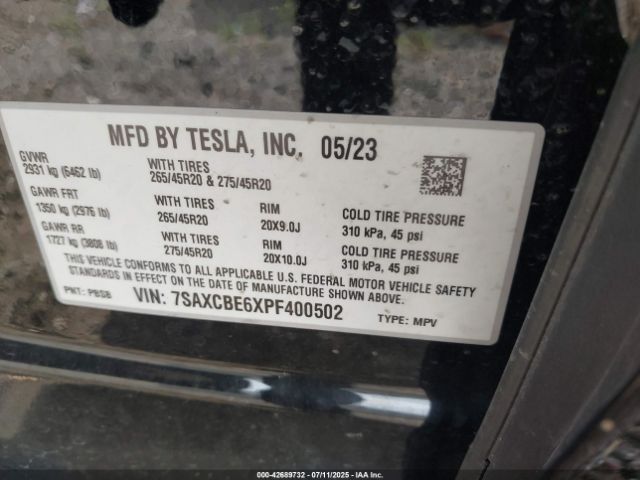 MFD BY TESLA, INC. 05/23
GVWR
2931 kg (6462 lb)
WITH TIRES
265/45R20 & 275/45R20
GAWR FRT
1350 kg (2976 lb)
WITH TIRES
265/45R20
RIM
20X9.0J
COLD TIRE PRESSURE
310 kPa, 45 psi
GAWR RR
1727 kg (3808 lb)
WITH TIRES
275/45R20
RIM
20X10.0J
COLD TIRE PRESSURE
310 kPa, 45 psi
THIS VEHICLE CONFORMS TO ALL APPLICABLE U.S. FEDERAL MOTOR VEHICLE SAFETY
STANDARDS IN EFFECT ON THE DATE OF MANUFACTURE SHOWN ABOVE.
PNT: PBSB VIN: 7SAXCBE6XPF400502 TYPE: MPV
000-42689732 - 07/11/2025 - IAA Inc.